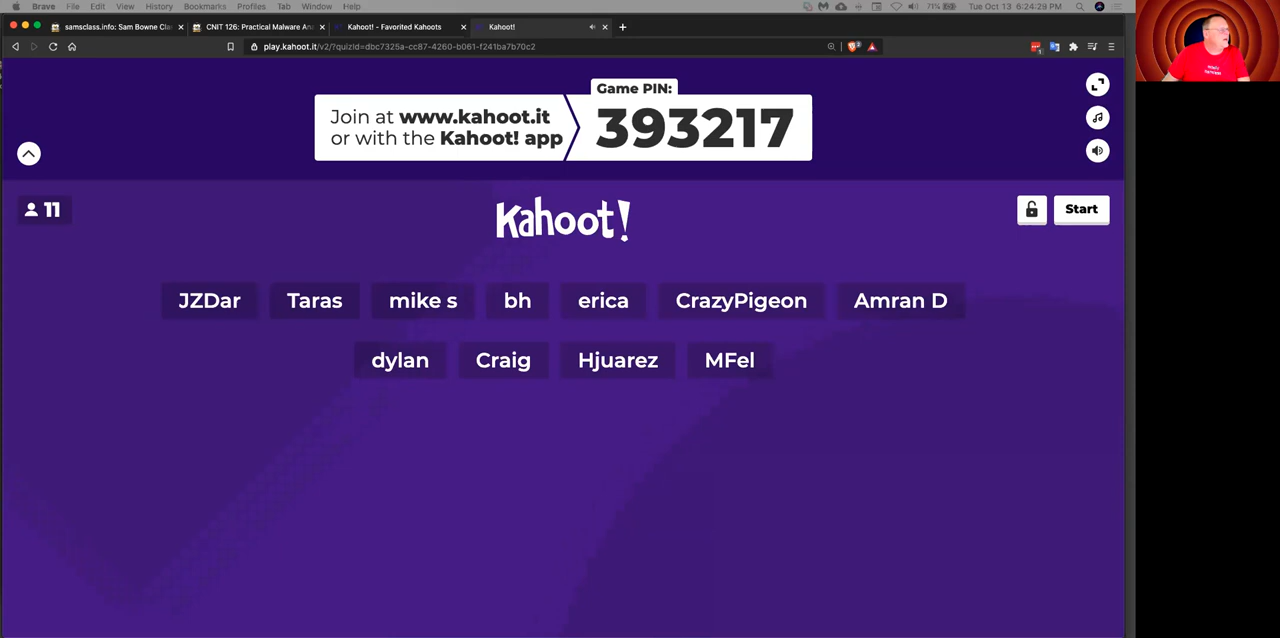 Brave File Edit View History Bookmarks Profiles Tab Window Help 71% Tue Oct 13 6:24:29 PM
samsclass.info: Sam Bowne Cla CNIT 126: Practical Malware An Kahoot! - Favorited Kahoots Kahoot!
play.kahoot.it/v2/?quizId=dbc7325a-cc87-4260-b061-f241ba7b70c2
Game PIN:
Join at www.kahoot.it
or with the Kahoot! app
393217
11
Kahoot!
Start
JZDar Taras mike s bh erica CrazyPigeon Amran D
dylan Craig Hjuarez MFel